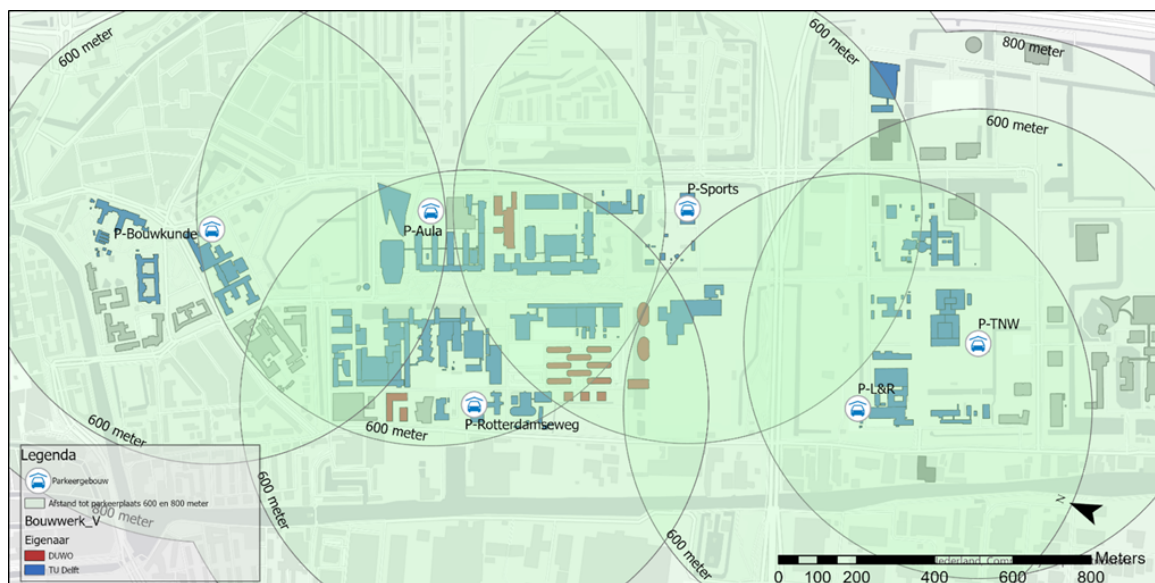 600 meter
600 meter
800 meter
600 meter
P-Sports
P-Bouwkunde
P-Aula
P-TNW
P-L&R
600 meter
P-Rotterdamseweg
Legenda
Parkeergebouw
Afstand tot parkeerplaats 600 en 800 meter
800 meter
Bouwwerk_V
Eigenaar
DUWO
TU Delft
600 meter
600 meter
600 meter
N
Meters
0 100 200 400 600 800